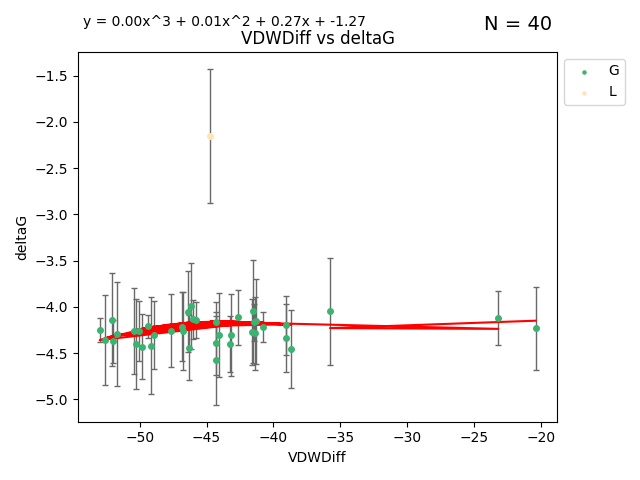 y = 0.00x^3 + 0.01x^2 + 0.27x + -1.27
N = 40
VDWDiff vs deltaG
G
L
−1.5
−2.0
−2.5
−3.0
−3.5
−4.0
−4.5
−5.0
deltaG
−50
−45
−40
−35
−30
−25
−20
VDWDiff